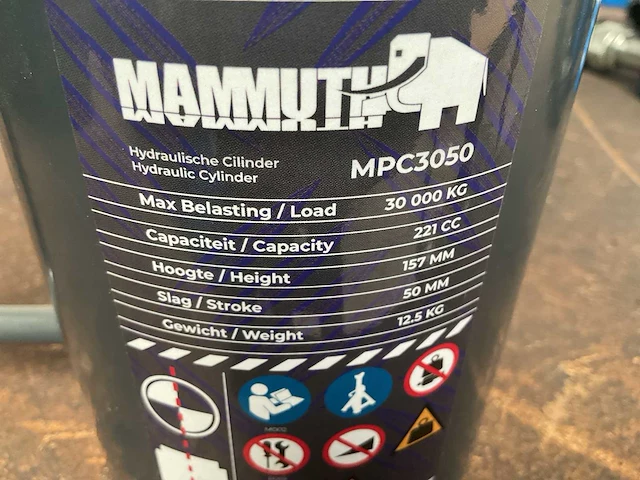 MAMMUTH
Hydraulische Cilinder
Hydraulic Cylinder
MPC3050
Max Belasting / Load 30 000 KG
Capaciteit / Capacity 221 CC
Hoogte / Height 157 MM
Slag / Stroke 50 MM
Gewicht / Weight 12.5 KG